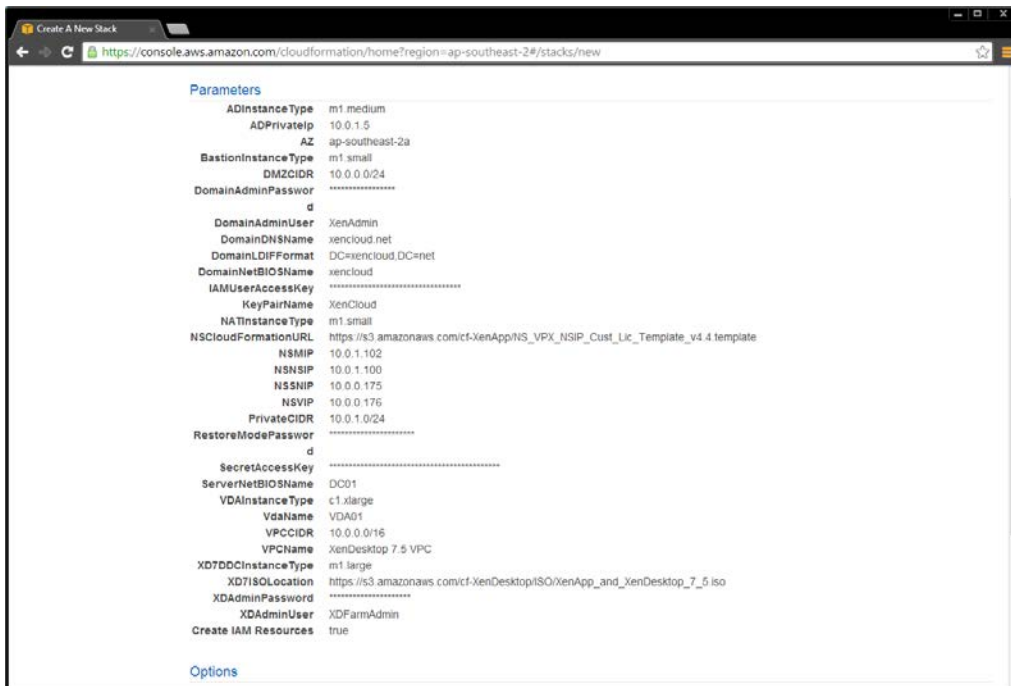 Create A New Stack
https://console.aws.amazon.com/cloudformation/home?region=ap-southeast-2#/stacks/new
Parameters
ADInstanceType m1.medium
ADPrivateIp 10.0.1.5
AZ ap-southeast-2a
BastionInstanceType m1.small
DMZCIDR 10.0.0.0/24
DomainAdminPasswor *****************
d
DomainAdminUser XenAdmin
DomainDNSName xencloud.net
DomainLDIFFormat DC=xencloud,DC=net
DomainNetBIOSName xencloud
IAMUserAccessKey **********************************
KeyPairName XenCloud
NATInstanceType m1.small
NSCloudFormationURL https://s3.amazonaws.com/cf-XenApp/NS_VPX_NSIP_Cust_Lic_Template_v4.4.template
NSMIP 10.0.1.102
NSNSIP 10.0.1.100
NSSNIP 10.0.0.175
NSVIP 10.0.0.176
PrivateCIDR 10.0.1.0/24
RestoreModePasswor **********************
d
SecretAccessKey ********************************************
ServerNetBIOSName DC01
VDAInstanceType c1.xlarge
VdaName VDA01
VPCCIDR 10.0.0.0/16
VPCName XenDesktop 7.5 VPC
XD7DDCInstanceType m1.large
XD7ISOLocation https://s3.amazonaws.com/cf-XenDesktop/ISO/XenApp_and_XenDesktop_7_5.iso
XDAdminPassword *********************
XDAdminUser XDFarmAdmin
Create IAM Resources true
Options